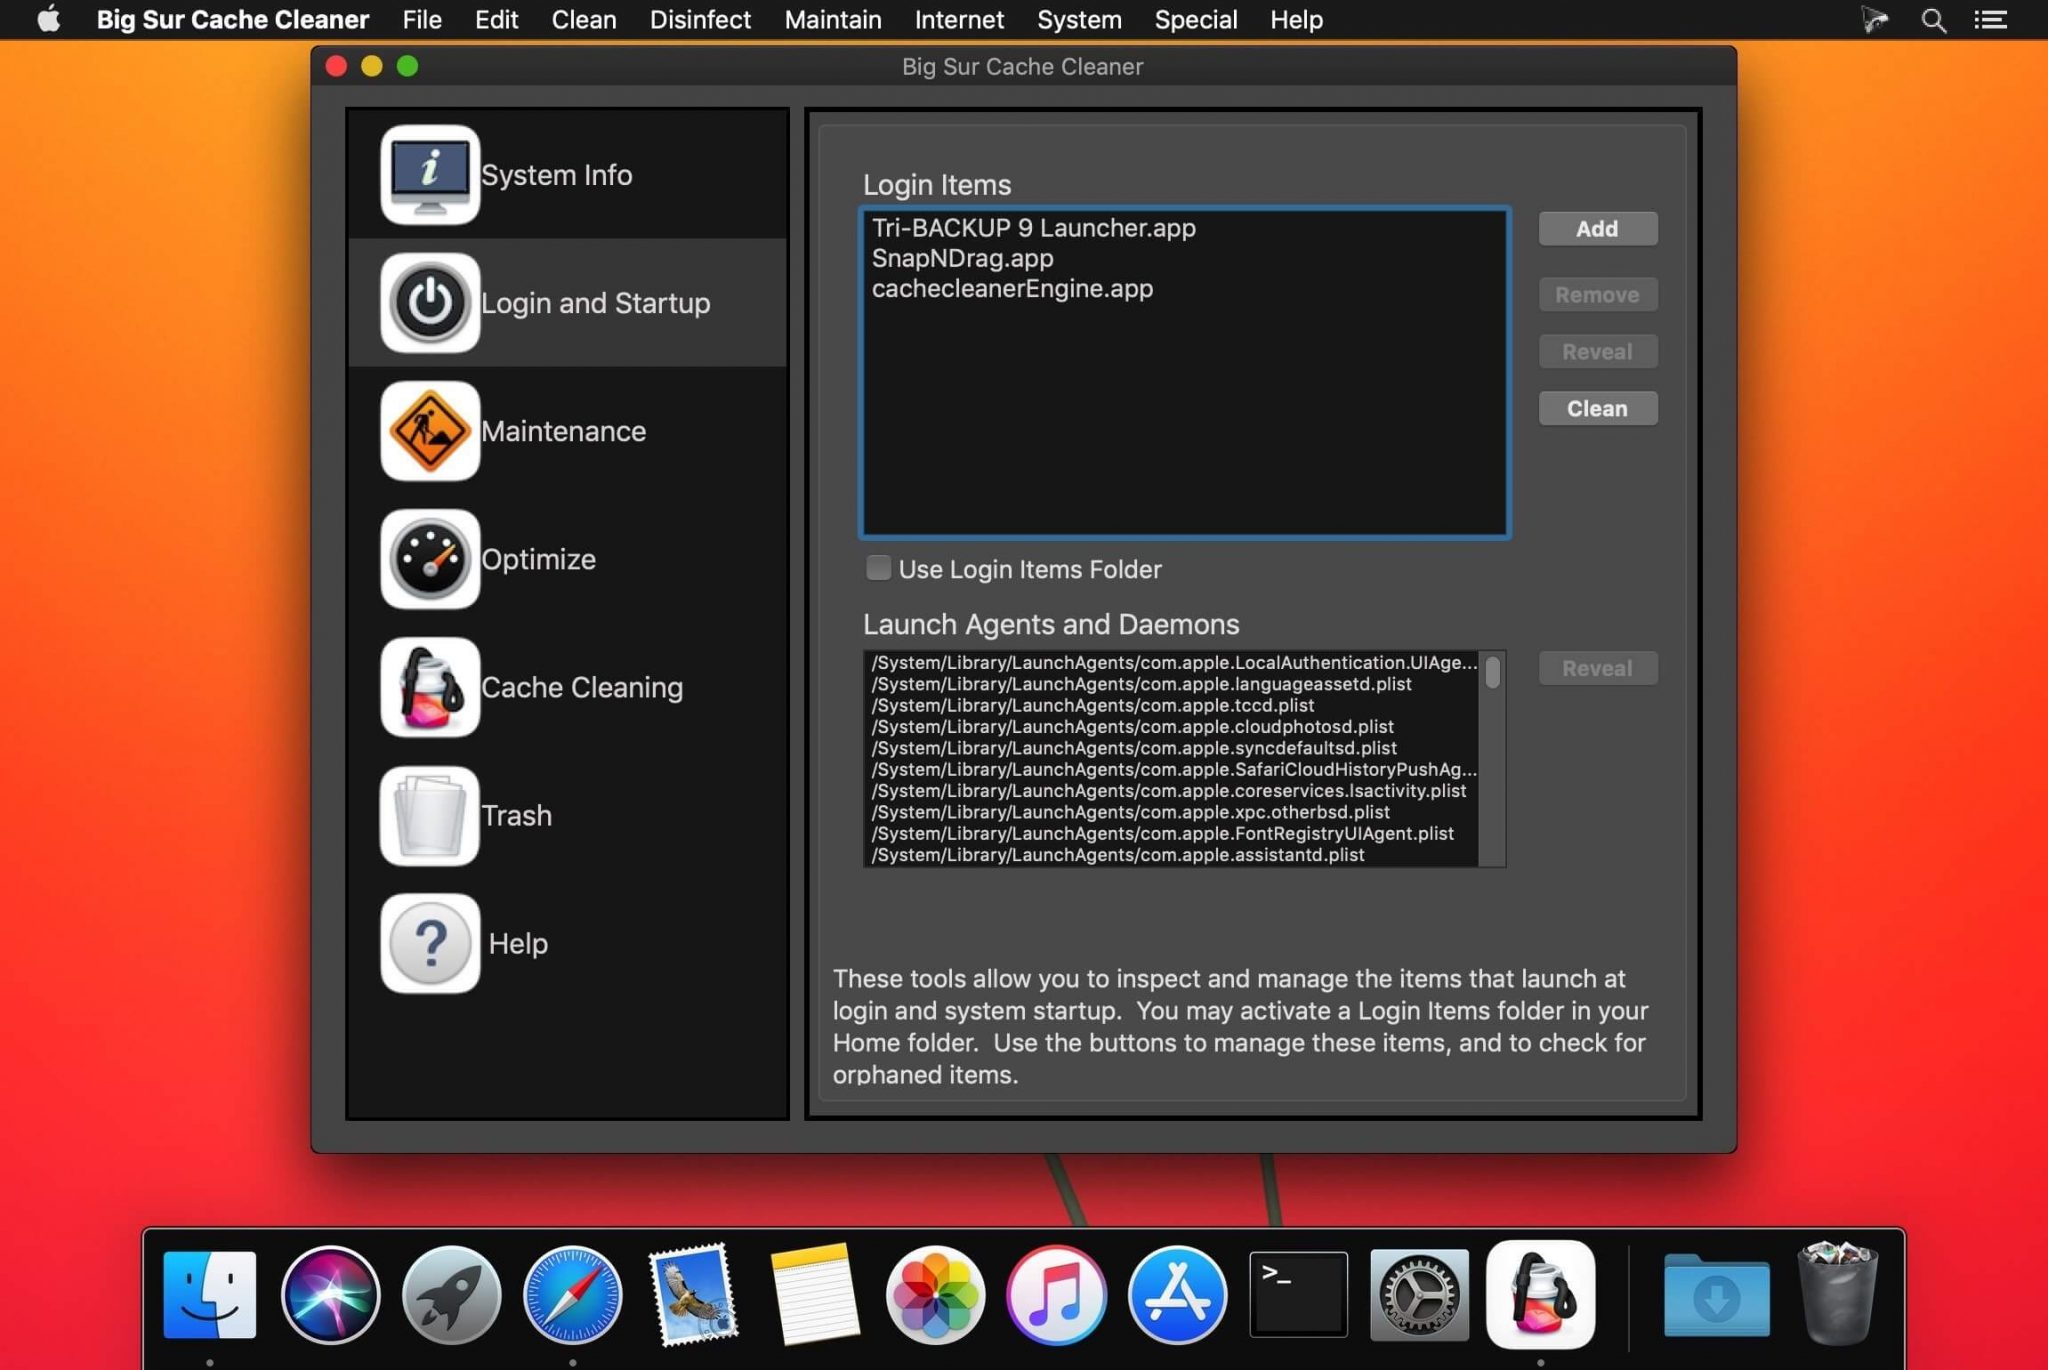 Big Sur Cache Cleaner File Edit Clean Disinfect Maintain Internet System Special Help
Big Sur Cache Cleaner
System Info
Login and Startup
Maintenance
Optimize
Cache Cleaning
Trash
Help
Login Items
Tri-BACKUP 9 Launcher.app
SnapNDrag.app
cachecleanerEngine.app
Add
Remove
Reveal
Clean
Use Login Items Folder
Launch Agents and Daemons
/System/Library/LaunchAgents/com.apple.LocalAuthentication.UIAge...
/System/Library/LaunchAgents/com.apple.languageassetd.plist
/System/Library/LaunchAgents/com.apple.tccd.plist
/System/Library/LaunchAgents/com.apple.cloudphotosd.plist
/System/Library/LaunchAgents/com.apple.syncdefaultsd.plist
/System/Library/LaunchAgents/com.apple.SafariCloudHistoryPushAg...
/System/Library/LaunchAgents/com.apple.coreservices.lsactivity.plist
/System/Library/LaunchAgents/com.apple.xpc.otherbsd.plist
/System/Library/LaunchAgents/com.apple.FontRegistryUIAgent.plist
/System/Library/LaunchAgents/com.apple.assistantd.plist
Reveal
These tools allow you to inspect and manage the items that launch at
login and system startup.  You may activate a Login Items folder in your
Home folder.  Use the buttons to manage these items, and to check for
orphaned items.
>_